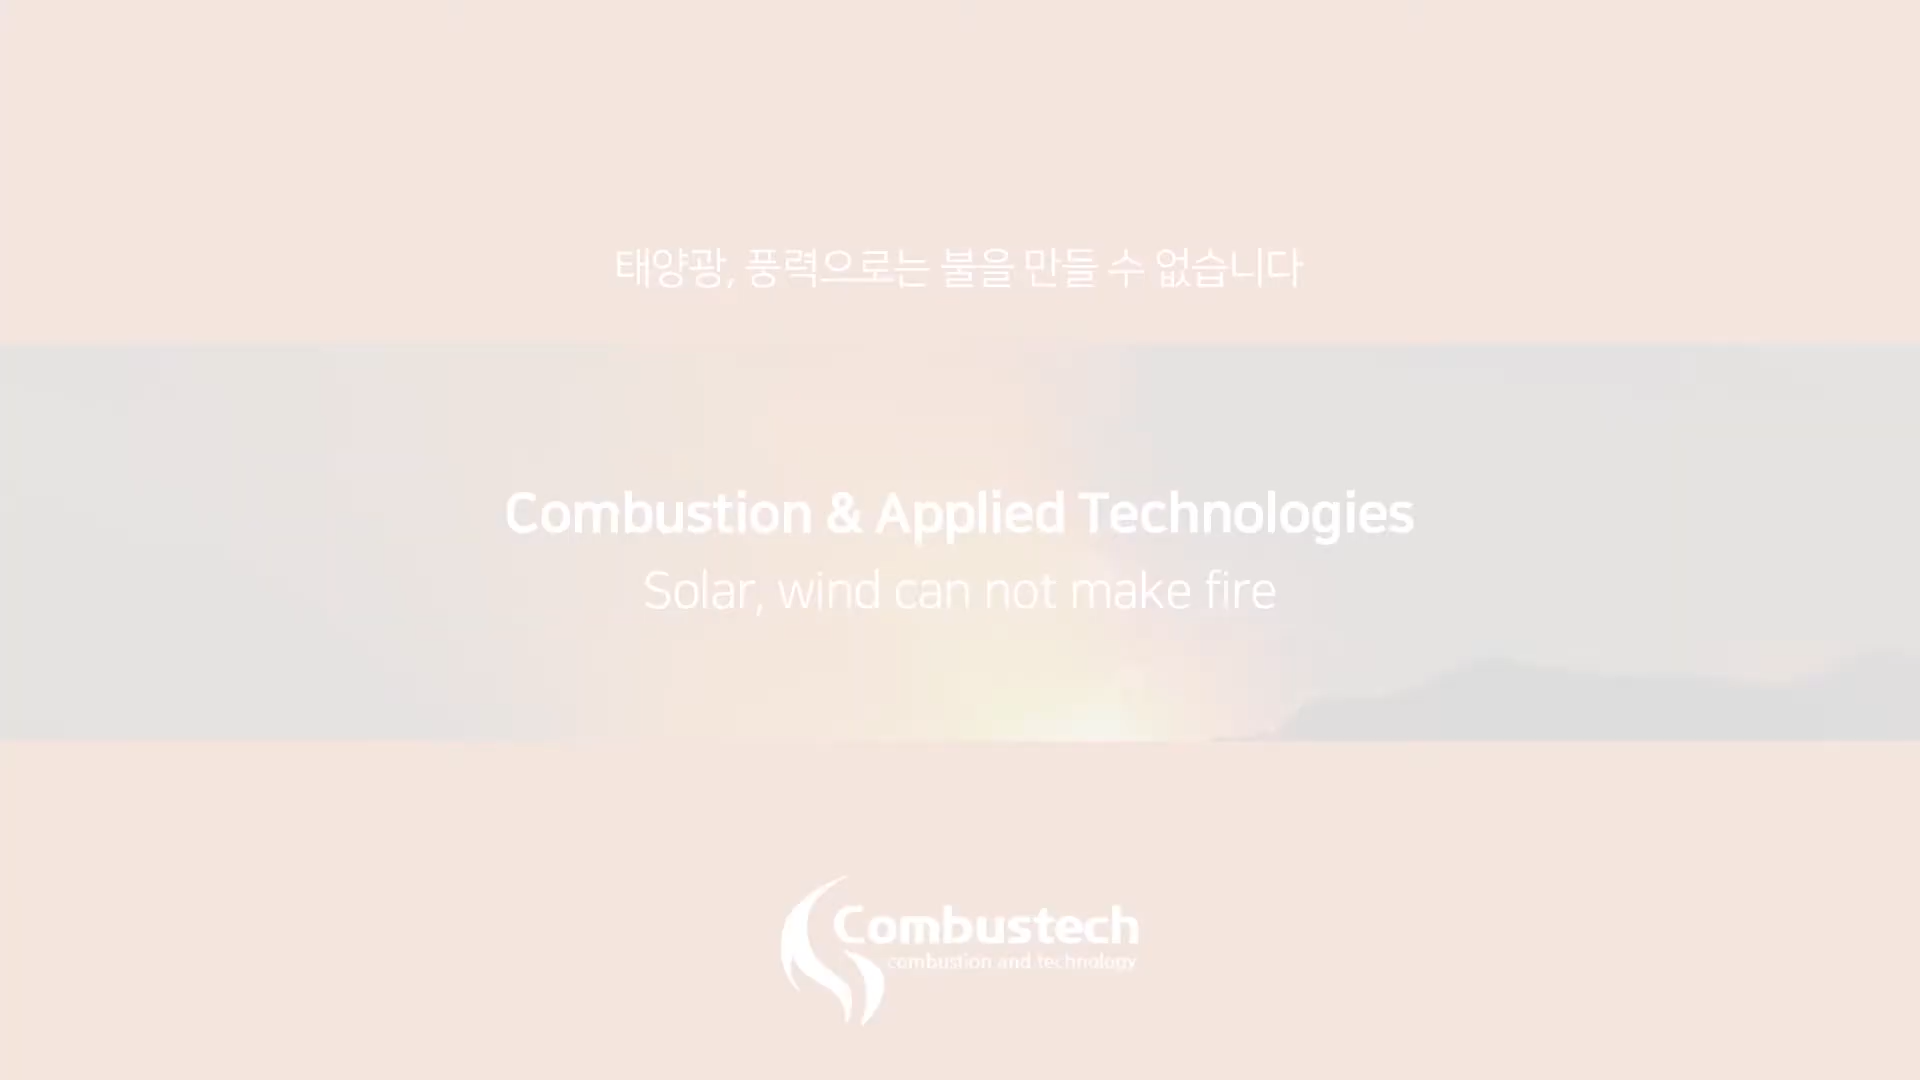 태양광, 풍력으로는 불을 만들 수 없습니다
Combustion & Applied Technologies
Solar, wind can not make fire
Combustech
combustion and technology